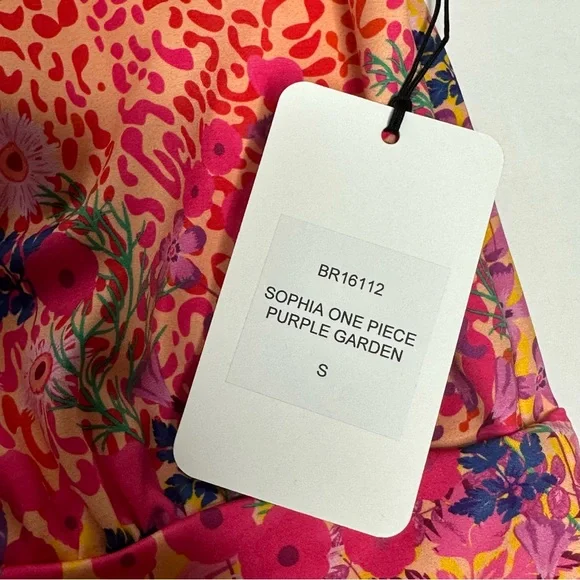 BR16112
SOPHIA ONE PIECE
PURPLE GARDEN
S